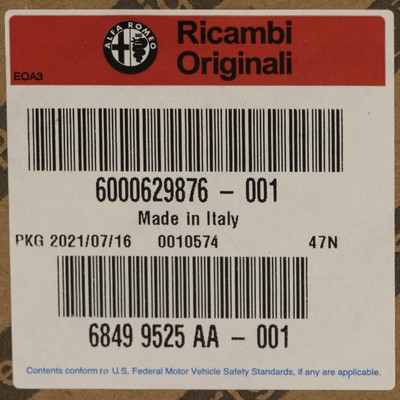 ALFA ROMEO
Ricambi
Originali
EOA3
6000629876 - 001
Made in Italy
PKG 2021/07/16 0010574 47N
6849 9525 AA - 001
Contents conform to U.S. Federal Motor Vehicle Safety Standards, if any are applicable.